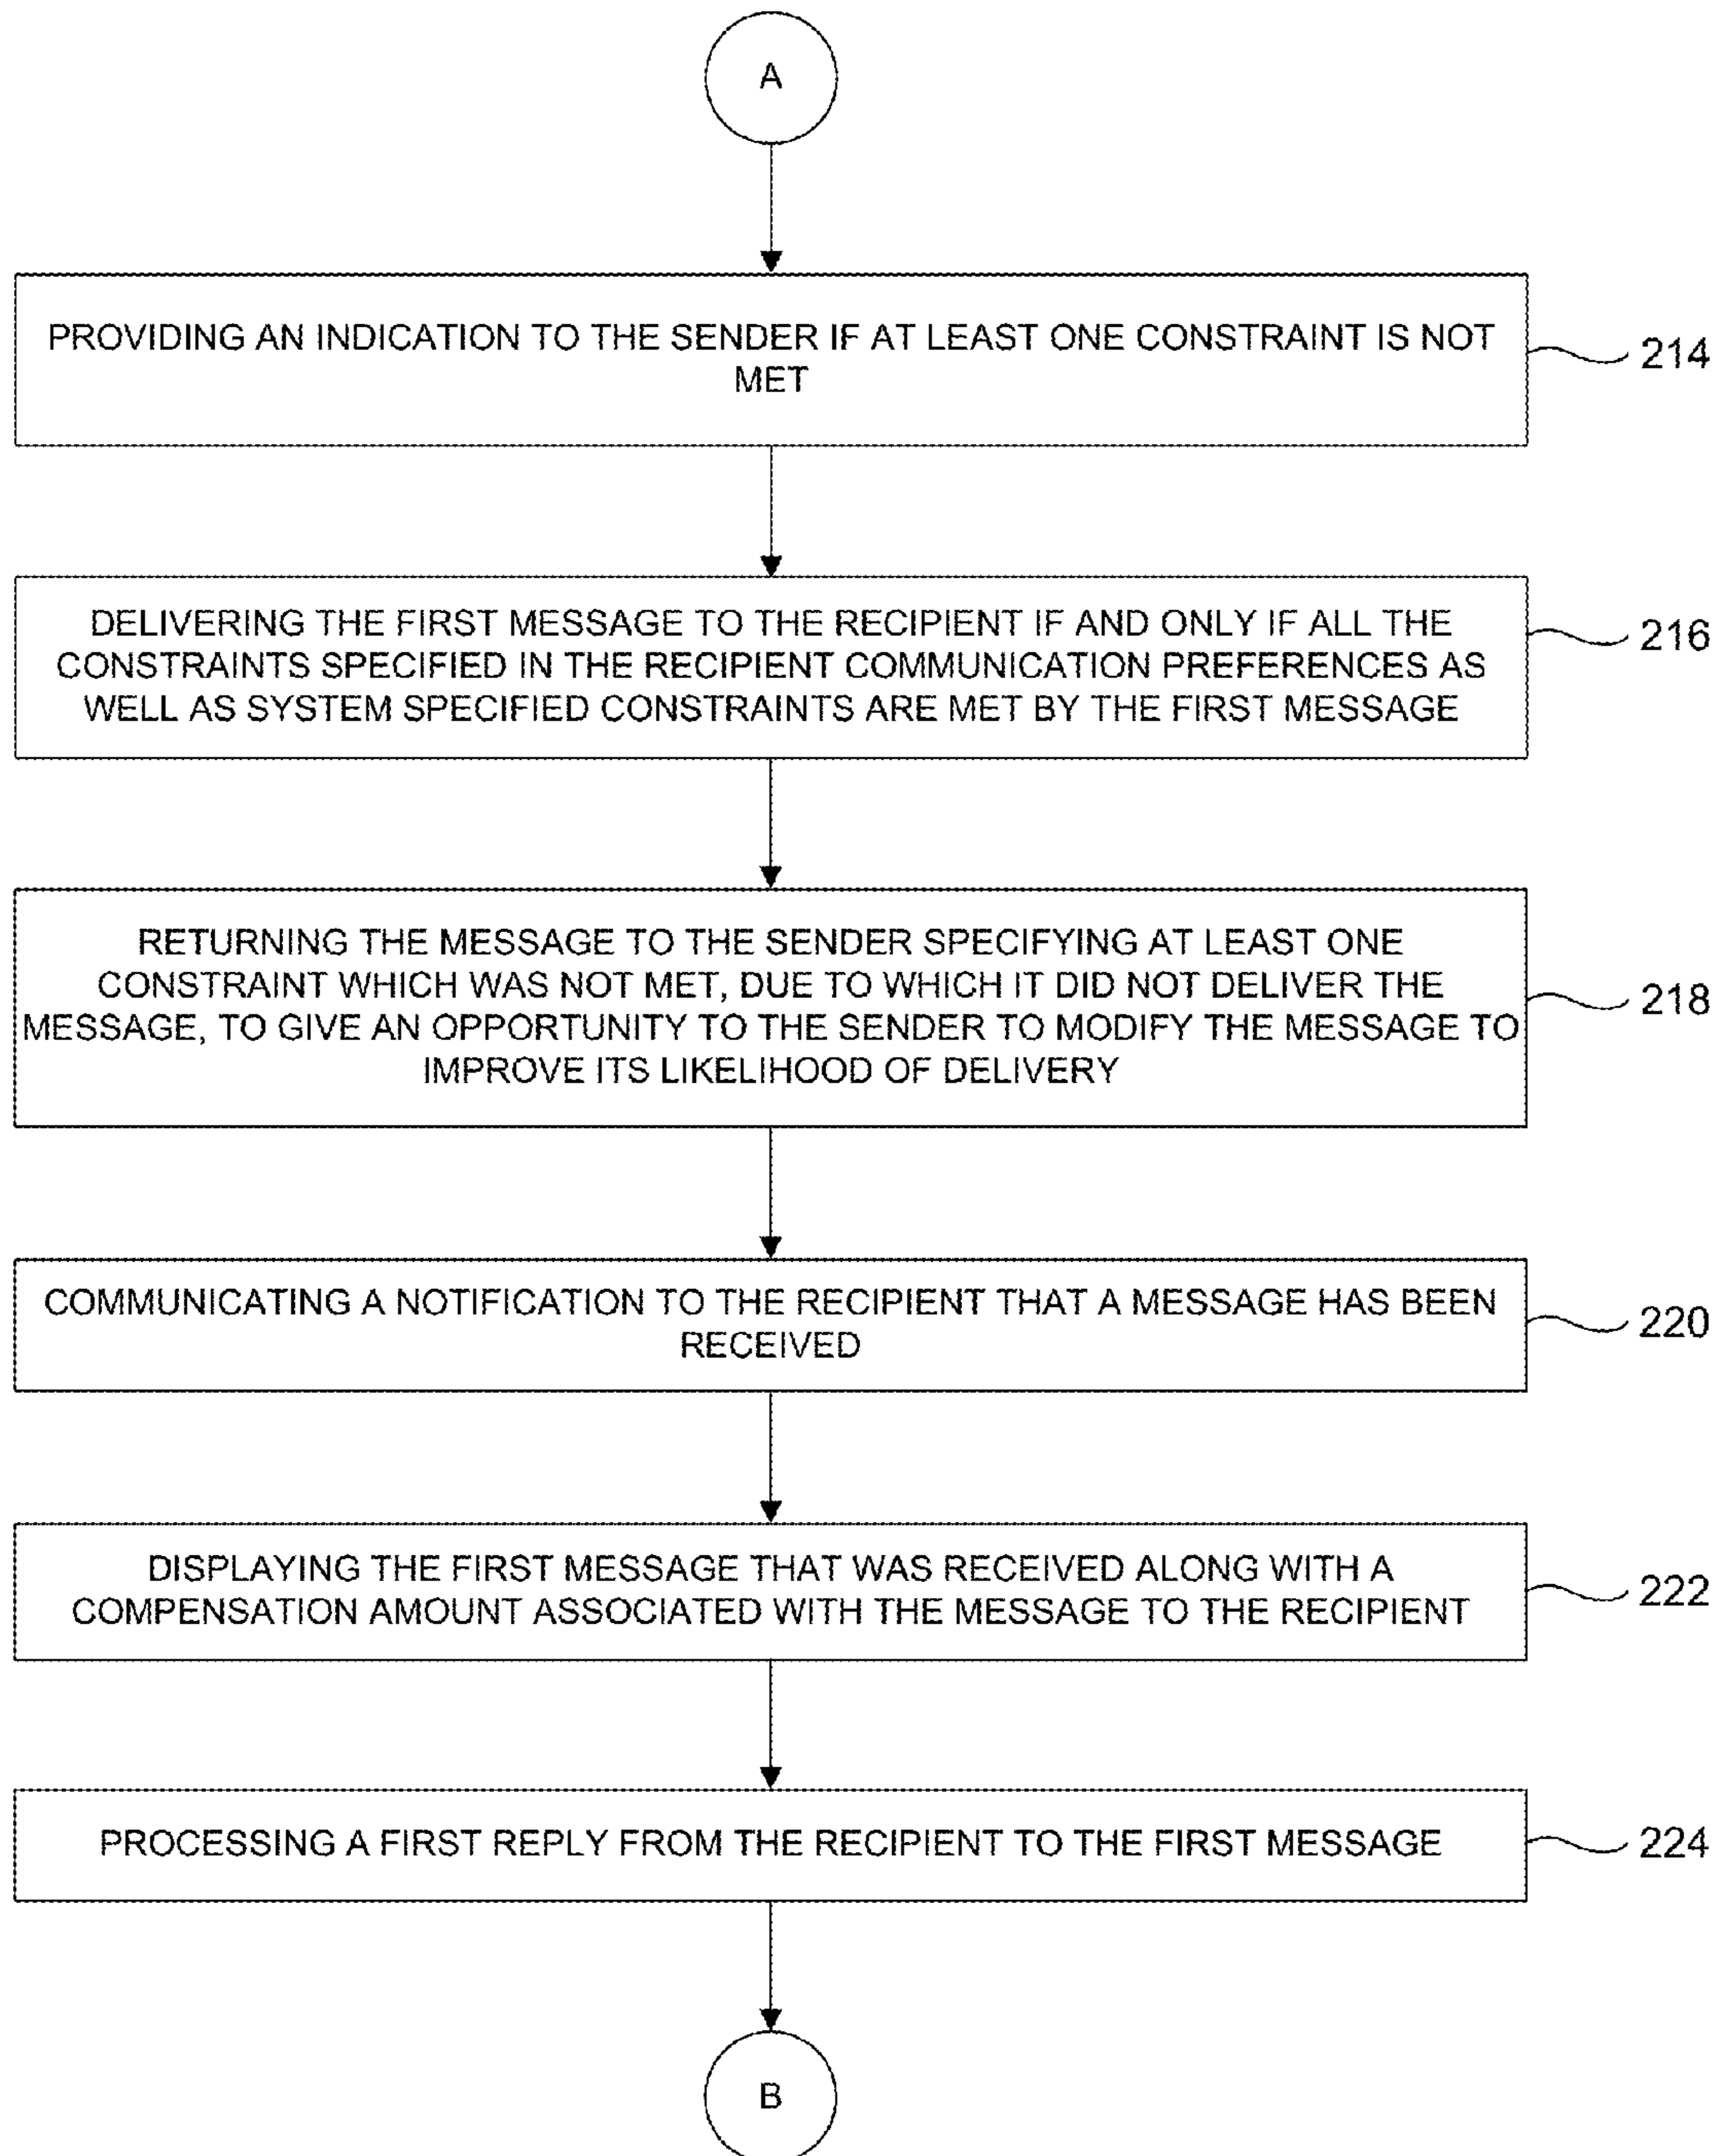 A
PROVIDING AN INDICATION TO THE SENDER IF AT LEAST ONE CONSTRAINT IS NOT
MET
214
DELIVERING THE FIRST MESSAGE TO THE RECIPIENT IF AND ONLY IF ALL THE
CONSTRAINTS SPECIFIED IN THE RECIPIENT COMMUNICATION PREFERENCES AS
WELL AS SYSTEM SPECIFIED CONSTRAINTS ARE MET BY THE FIRST MESSAGE
216
RETURNING THE MESSAGE TO THE SENDER SPECIFYING AT LEAST ONE
CONSTRAINT WHICH WAS NOT MET, DUE TO WHICH IT DID NOT DELIVER THE
MESSAGE, TO GIVE AN OPPORTUNITY TO THE SENDER TO MODIFY THE MESSAGE TO
IMPROVE ITS LIKELIHOOD OF DELIVERY
218
COMMUNICATING A NOTIFICATION TO THE RECIPIENT THAT A MESSAGE HAS BEEN
RECEIVED
220
DISPLAYING THE FIRST MESSAGE THAT WAS RECEIVED ALONG WITH A
COMPENSATION AMOUNT ASSOCIATED WITH THE MESSAGE TO THE RECIPIENT
222
PROCESSING A FIRST REPLY FROM THE RECIPIENT TO THE FIRST MESSAGE
224
B